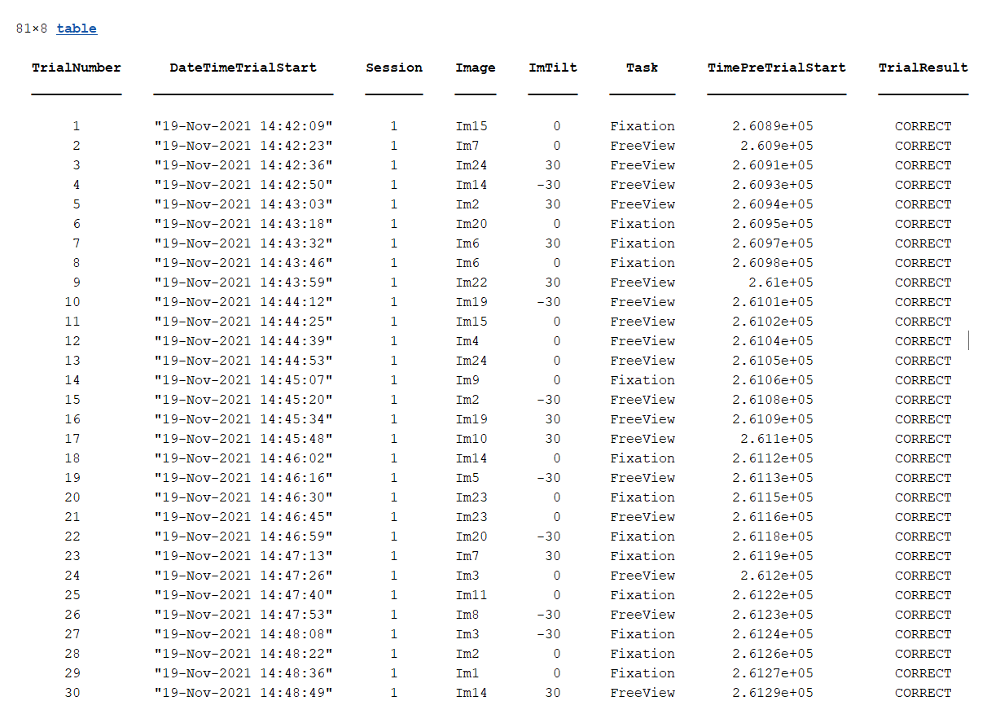 81×8 table
TrialNumber DateTimeTrialStart Session Image ImTilt Task TimePreTrialStart TrialResult
1 "19-Nov-2021 14:42:09" 1 Im15 0 Fixation 2.6089e+05 CORRECT
2 "19-Nov-2021 14:42:23" 1 Im7 0 FreeView 2.609e+05 CORRECT
3 "19-Nov-2021 14:42:36" 1 Im24 30 FreeView 2.6091e+05 CORRECT
4 "19-Nov-2021 14:42:50" 1 Im14 -30 FreeView 2.6093e+05 CORRECT
5 "19-Nov-2021 14:43:03" 1 Im2 30 FreeView 2.6094e+05 CORRECT
6 "19-Nov-2021 14:43:18" 1 Im20 0 Fixation 2.6095e+05 CORRECT
7 "19-Nov-2021 14:43:32" 1 Im6 30 Fixation 2.6097e+05 CORRECT
8 "19-Nov-2021 14:43:46" 1 Im6 0 Fixation 2.6098e+05 CORRECT
9 "19-Nov-2021 14:43:59" 1 Im22 30 FreeView 2.61e+05 CORRECT
10 "19-Nov-2021 14:44:12" 1 Im19 -30 FreeView 2.6101e+05 CORRECT
11 "19-Nov-2021 14:44:25" 1 Im15 0 FreeView 2.6102e+05 CORRECT
12 "19-Nov-2021 14:44:39" 1 Im4 0 FreeView 2.6104e+05 CORRECT
13 "19-Nov-2021 14:44:53" 1 Im24 0 FreeView 2.6105e+05 CORRECT
14 "19-Nov-2021 14:45:07" 1 Im9 0 Fixation 2.6106e+05 CORRECT
15 "19-Nov-2021 14:45:20" 1 Im2 -30 FreeView 2.6108e+05 CORRECT
16 "19-Nov-2021 14:45:34" 1 Im19 30 FreeView 2.6109e+05 CORRECT
17 "19-Nov-2021 14:45:48" 1 Im10 30 FreeView 2.611e+05 CORRECT
18 "19-Nov-2021 14:46:02" 1 Im14 0 Fixation 2.6112e+05 CORRECT
19 "19-Nov-2021 14:46:16" 1 Im5 -30 FreeView 2.6113e+05 CORRECT
20 "19-Nov-2021 14:46:30" 1 Im23 0 Fixation 2.6115e+05 CORRECT
21 "19-Nov-2021 14:46:45" 1 Im23 0 FreeView 2.6116e+05 CORRECT
22 "19-Nov-2021 14:46:59" 1 Im20 -30 Fixation 2.6118e+05 CORRECT
23 "19-Nov-2021 14:47:13" 1 Im7 30 Fixation 2.6119e+05 CORRECT
24 "19-Nov-2021 14:47:26" 1 Im3 0 FreeView 2.612e+05 CORRECT
25 "19-Nov-2021 14:47:40" 1 Im11 0 Fixation 2.6122e+05 CORRECT
26 "19-Nov-2021 14:47:53" 1 Im8 -30 FreeView 2.6123e+05 CORRECT
27 "19-Nov-2021 14:48:08" 1 Im3 -30 Fixation 2.6124e+05 CORRECT
28 "19-Nov-2021 14:48:22" 1 Im2 0 Fixation 2.6126e+05 CORRECT
29 "19-Nov-2021 14:48:36" 1 Im1 0 Fixation 2.6127e+05 CORRECT
30 "19-Nov-2021 14:48:49" 1 Im14 30 FreeView 2.6129e+05 CORRECT